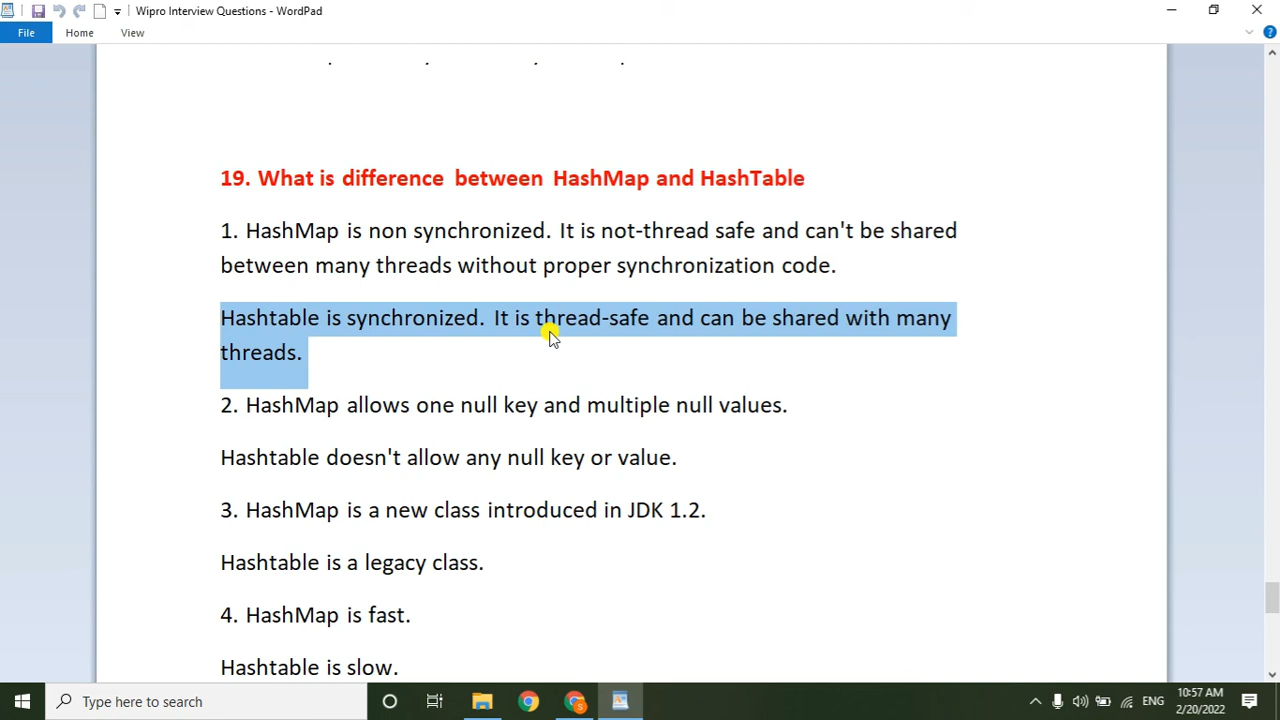 Wipro Interview Questions - WordPad
File Home View
19. What is difference between HashMap and HashTable
1. HashMap is non synchronized. It is not-thread safe and can't be shared
between many threads without proper synchronization code.
Hashtable is synchronized. It is thread-safe and can be shared with many
threads.
2. HashMap allows one null key and multiple null values.
Hashtable doesn't allow any null key or value.
3. HashMap is a new class introduced in JDK 1.2.
Hashtable is a legacy class.
4. HashMap is fast.
Hashtable is slow.
Type here to search
ENG
10:57 AM
2/20/2022